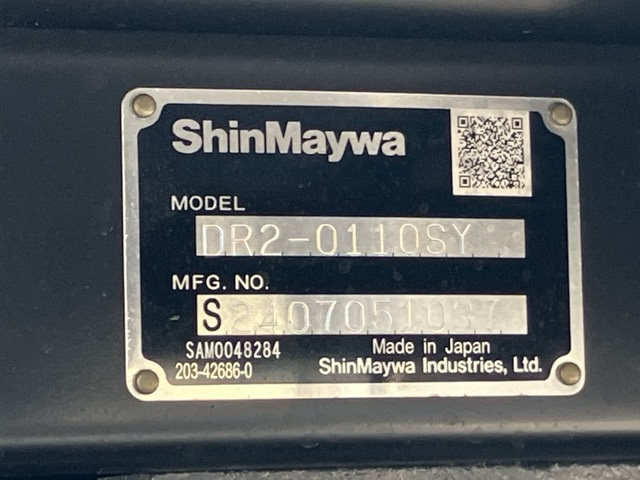 ShinMaywa
MODEL
DR2-0110SY
MFG. NO.
S2407051037
SAM0048284
203-42686-0
Made in Japan
ShinMaywa Industries, Ltd.